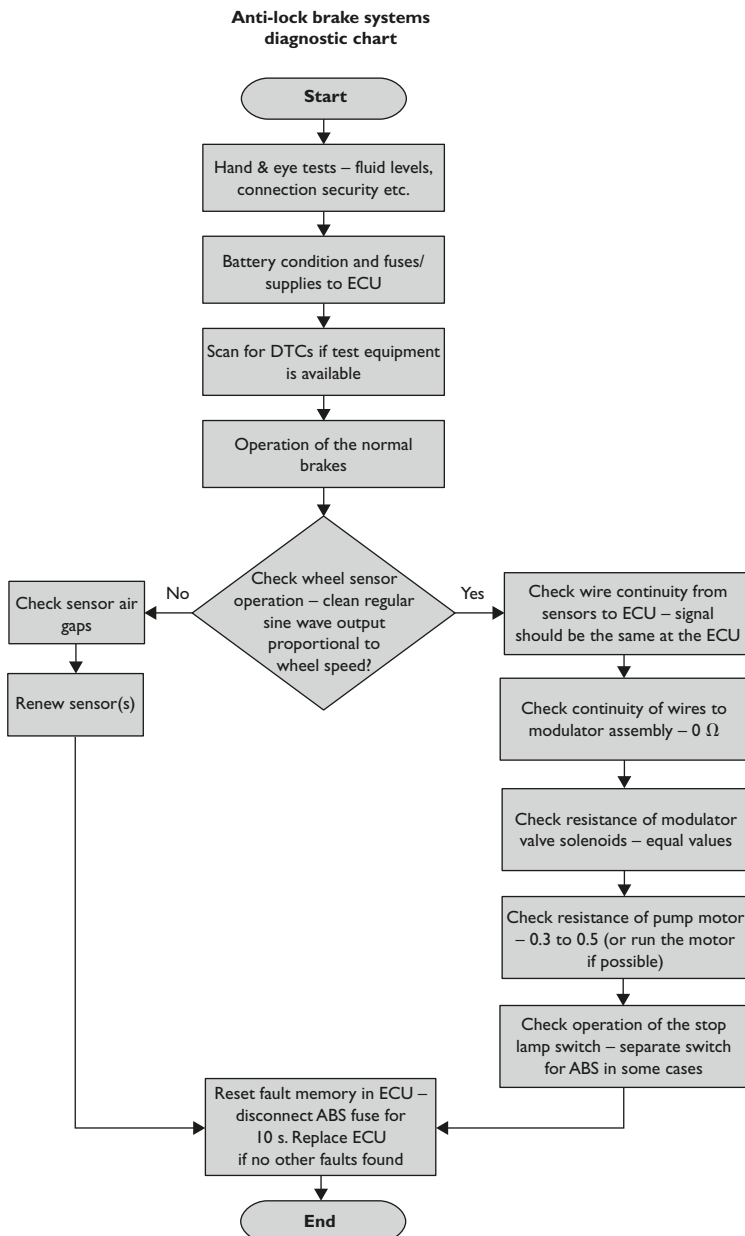 Anti-lock brake systems
diagnostic chart
Start
Hand & eye tests – fluid levels,
connection security etc.
Battery condition and fuses/
supplies to ECU
Scan for DTCs if test equipment
is available
Operation of the normal
brakes
Check wheel sensor
operation – clean regular
sine wave output
proportional to
wheel speed?
No
Check sensor air
gaps
Renew sensor(s)
Yes
Check wire continuity from
sensors to ECU – signal
should be the same at the ECU
Check continuity of wires to
modulator assembly – 0 Ω
Check resistance of modulator
valve solenoids – equal values
Check resistance of pump motor
– 0.3 to 0.5 (or run the motor
if possible)
Check operation of the stop
lamp switch – separate switch
for ABS in some cases
Reset fault memory in ECU –
disconnect ABS fuse for
10 s. Replace ECU
if no other faults found
End